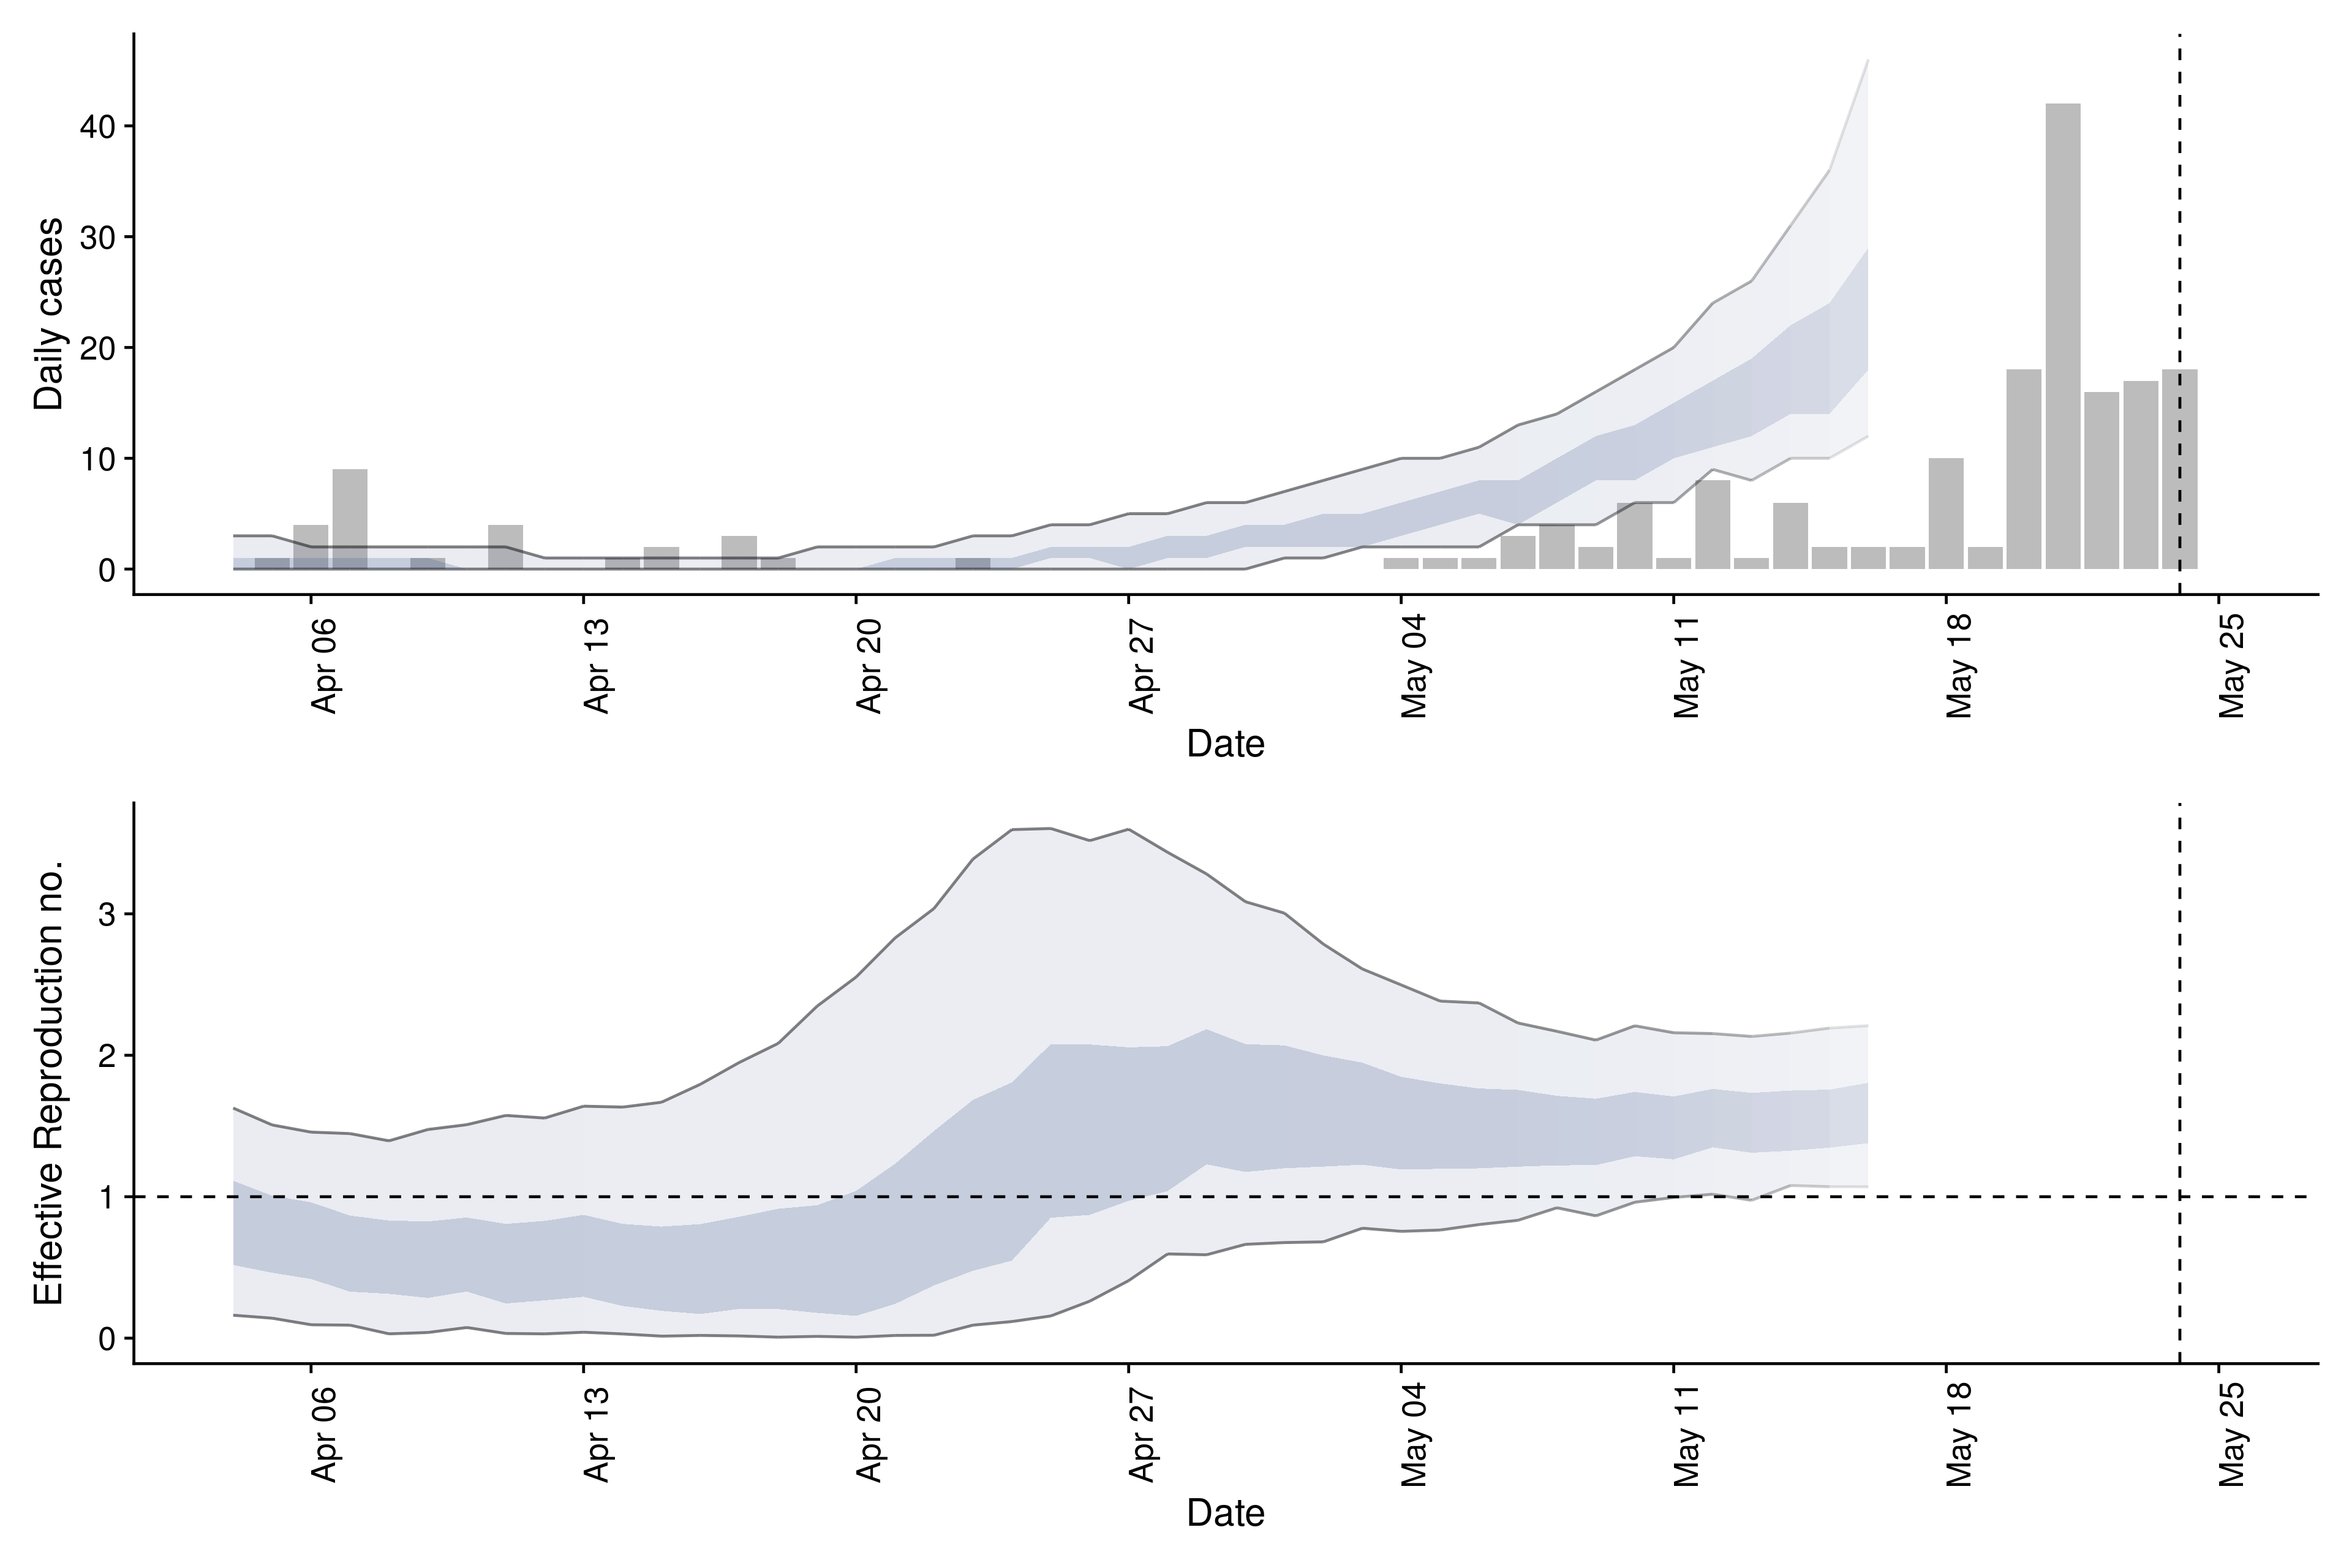 Daily cases
40
30
20
10
0
Apr 06
Apr 13
Apr 20
Apr 27
May 04
May 11
May 18
May 25
Date
Effective Reproduction no.
3
2
1
0
Apr 06
Apr 13
Apr 20
Apr 27
May 04
May 11
May 18
May 25
Date